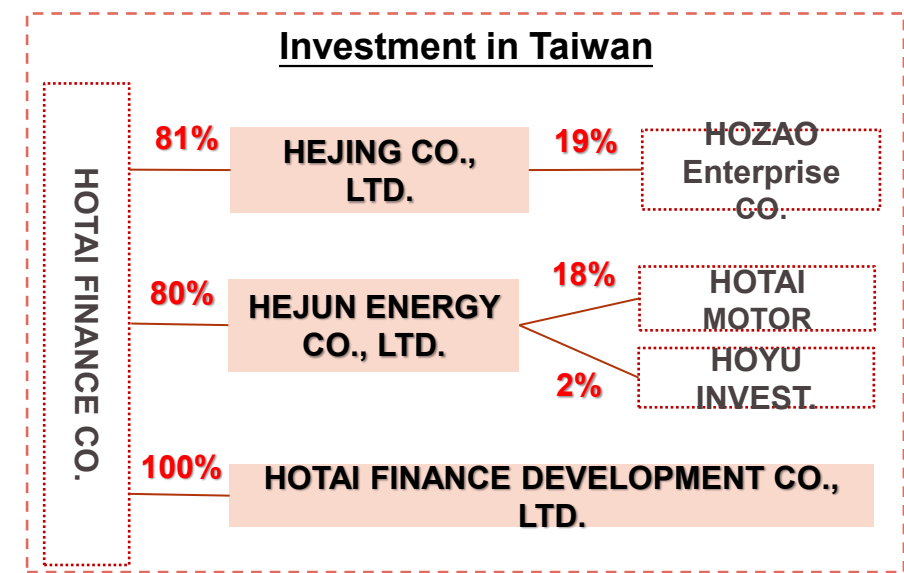 Investment in Taiwan
HOTAI FINANCE CO.
81%
HEJING CO.,
LTD.
19%
HOZAO
Enterprise
CO.
80%
HEJUN ENERGY
CO., LTD.
18%
HOTAI
MOTOR
2%
HOYU
INVEST.
100%
HOTAI FINANCE DEVELOPMENT CO.,
LTD.